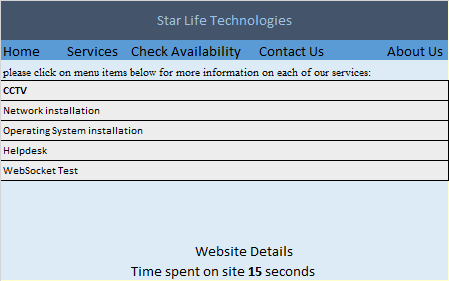 Star Life Technologies
Home Services Check Availability Contact Us About Us
please click on menu items below for more information on each of our services:
CCTV
Network installation
Operating System installation
Helpdesk
WebSocket Test
Website Details
Time spent on site 15 seconds